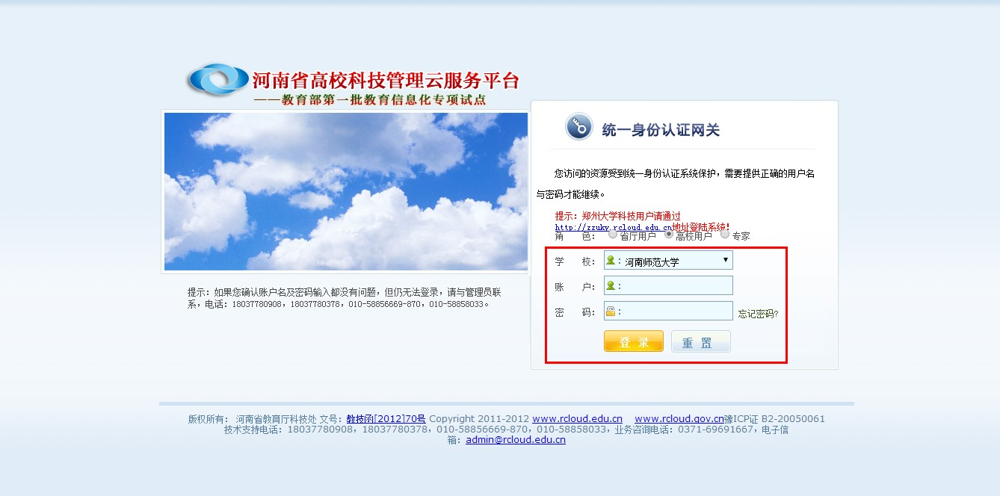 河南省高校科技管理云服务平台
——教育部第一批教育信息化专项试点
统一身份认证网关
您访问的资源受到统一身份认证系统保护，需要提供正确的用户名
与密码才能继续。
提示：郑州大学科技用户请通过
http://zzuky.rcloud.edu.cn地址登陆系统!
角 色： 省厅用户 高校用户 专家
学 校： ： 河南师范大学
账 户： ：
密 码： ： 忘记密码?
登 录 重 置
提示：如果您确认账户名及密码输入都没有问题，但仍无法登录，请与管理员联
系，电话：18037780908，18037780378，010-58856669-870，010-58858033。
版权所有： 河南省教育厅科技处 文号：教技函[2012]70号 Copyright 2011-2012 www.rcloud.edu.cn www.rcloud.gov.cn豫ICP证 B2-20050061
技术支持电话：18037780908，18037780378，010-58856669-870，010-58858033，业务咨询电话：0371-69691667，电子信
箱：admin@rcloud.edu.cn